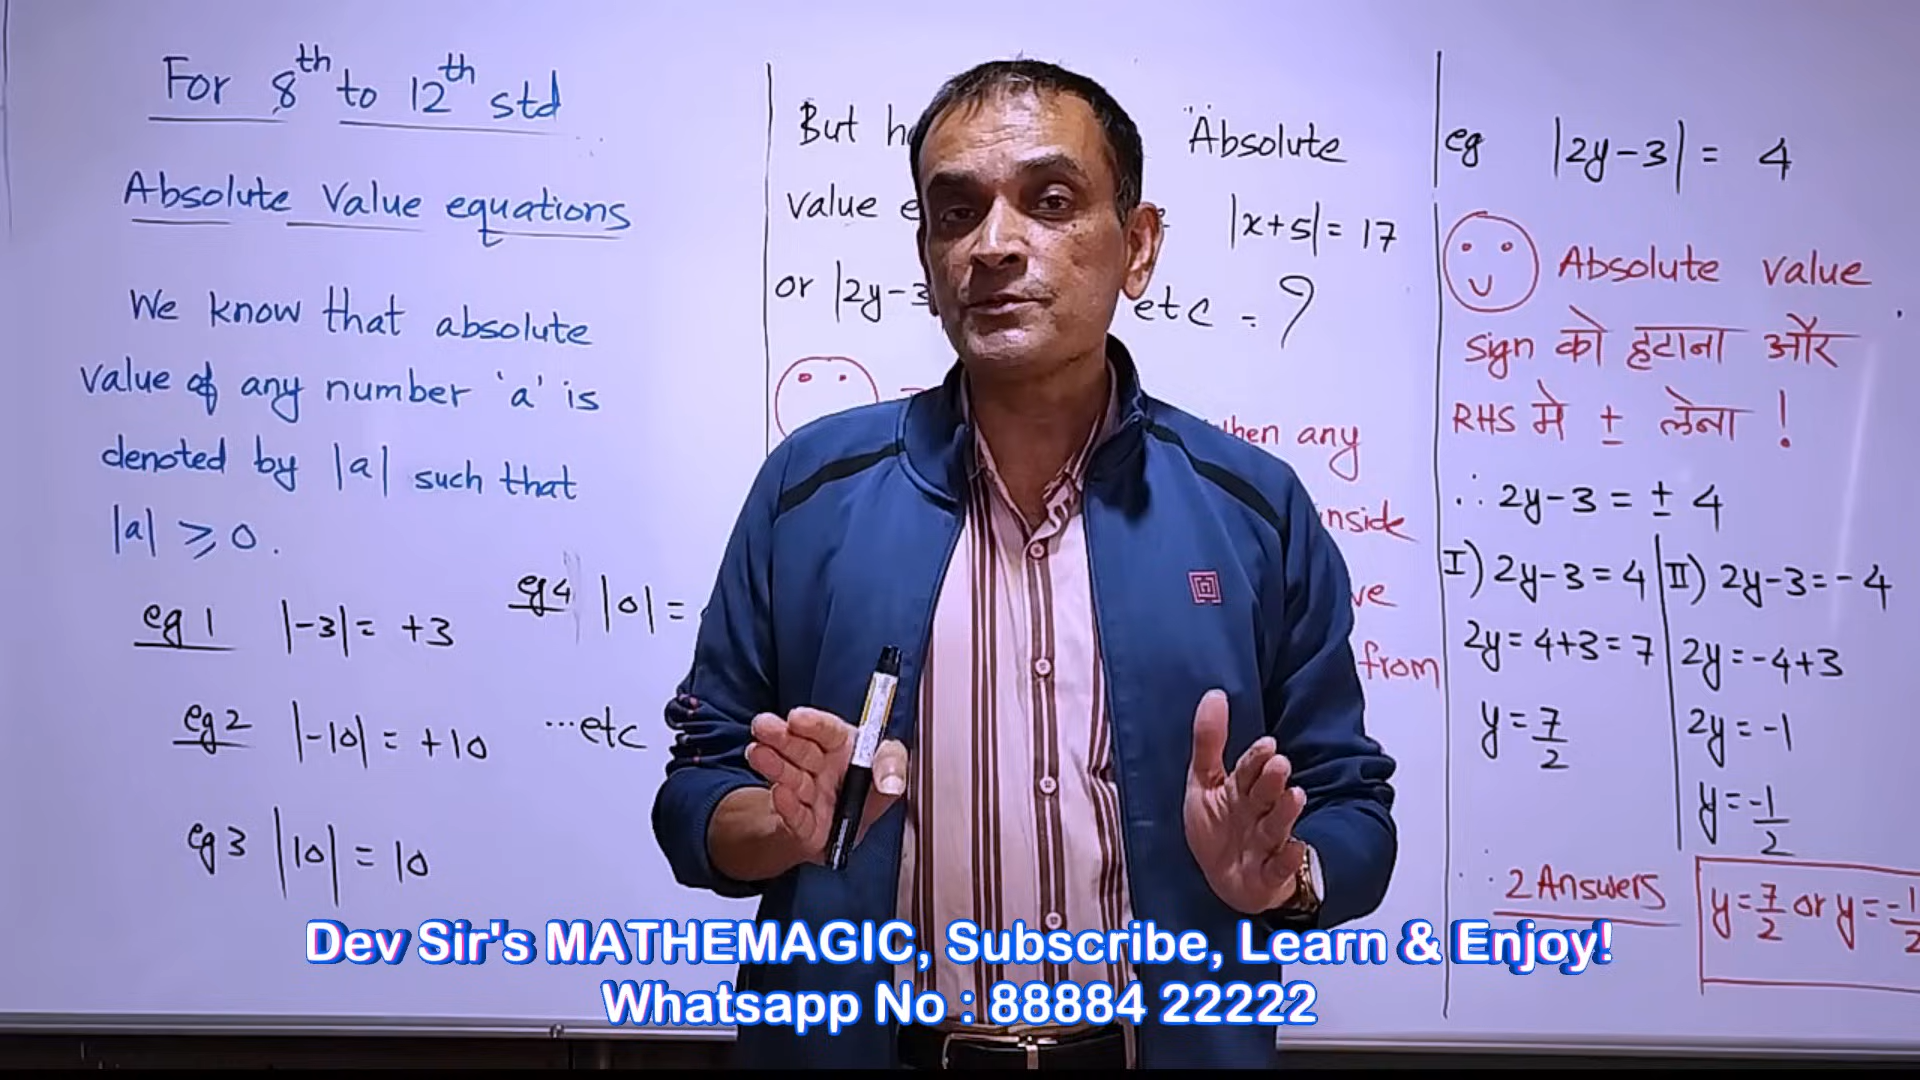 For 8th to 12th std
Absolute Value equations
We know that absolute
value of any number 'a' is
denoted by |a| such that
|a| ⩾ 0.
eg 1 |-3| = +3
eg 2 |-10| = +10
eg 3 |10| = 10
eg 4 |0| =
...etc
But Absolute
value |x+5| = 17
or |2y-3 etc = ?
when any
inside
from
eg |2y-3| = 4
Absolute value
sign को हटाना और
RHS मे ± लेना !
∴ 2y-3 = ± 4
I) 2y-3 = 4
2y = 4+3 = 7
y = 7/2
II) 2y-3 = -4
2y = -4+3
2y = -1
y = -1/2
∴ 2 Answers
y = 7/2 or y = -1/2
Dev Sir's MATHEMAGIC, Subscribe, Learn & Enjoy!
Whatsapp No : 88884 22222